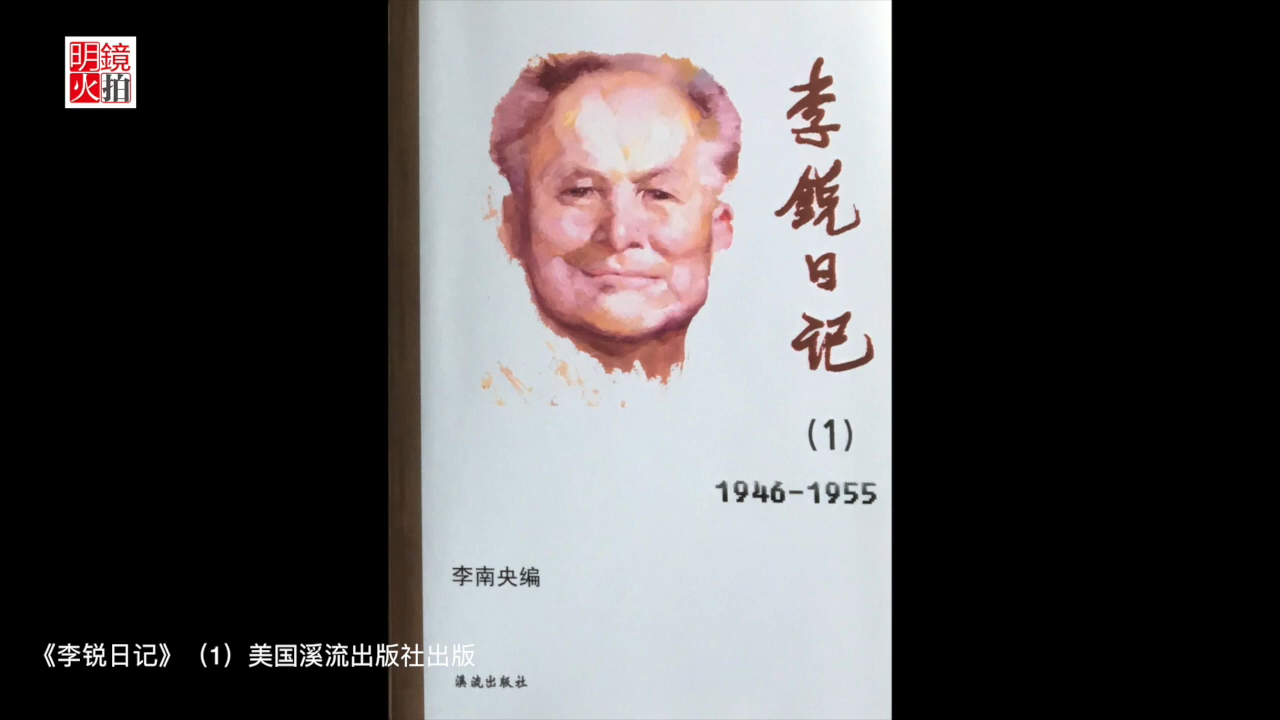 明鏡
火拍
李锐日记
(1)
1946-1955
李南央编
《李锐日记》（1）美国溪流出版社出版
溪流出版社